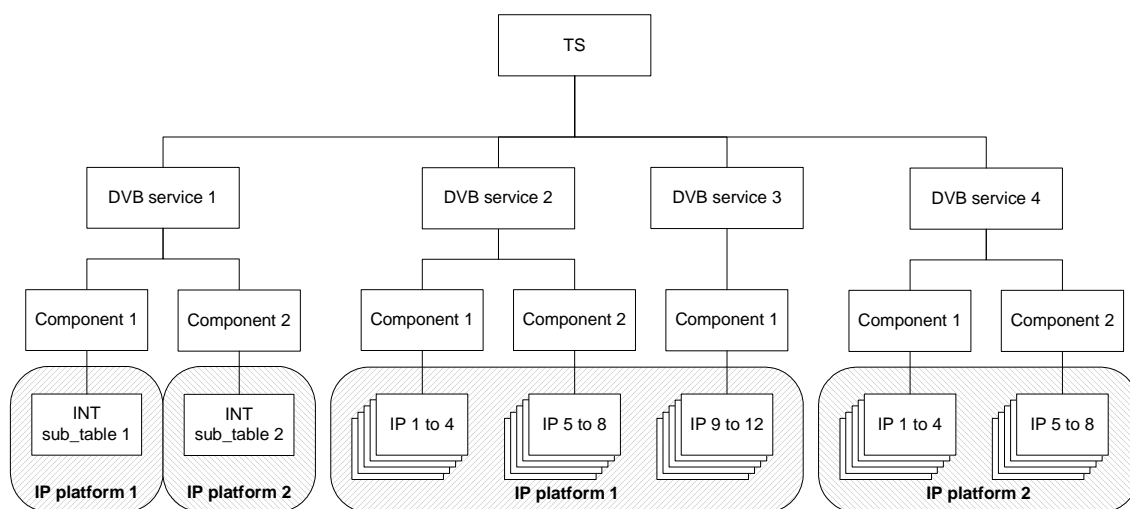 TS
DVB service 1
DVB service 2
DVB service 3
DVB service 4
Component 1
Component 2
Component 1
Component 2
Component 1
Component 1
Component 2
INT
sub_table 1
INT
sub_table 2
IP 1 to 4
IP 5 to 8
IP 9 to 12
IP 1 to 4
IP 5 to 8
IP platform 1
IP platform 2
IP platform 1
IP platform 2